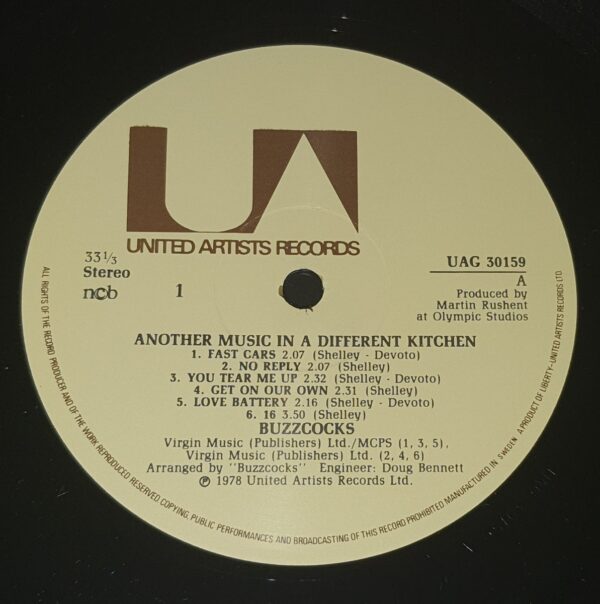 UA
UNITED ARTISTS RECORDS
33⅓
Stereo
ncb
1
UAG 30159
A
Produced by
Martin Rushent
at Olympic Studios
ANOTHER MUSIC IN A DIFFERENT KITCHEN
1. FAST CARS 2.07 (Shelley - Devoto)
2. NO REPLY 2.07 (Shelley)
3. YOU TEAR ME UP 2.32 (Shelley - Devoto)
4. GET ON OUR OWN 2.31 (Shelley)
5. LOVE BATTERY 2.16 (Shelley - Devoto)
6. 16 3.50 (Shelley)
BUZZCOCKS
Virgin Music (Publishers) Ltd./MCPS (1, 3, 5),
Virgin Music (Publishers) Ltd. (2, 4, 6)
Arranged by "Buzzcocks" Engineer: Doug Bennett
℗ 1978 United Artists Records Ltd.
ALL RIGHTS OF THE RECORD PRODUCER AND OF THE WORK REPRODUCED RESERVED COPYING, PUBLIC PERFORMANCES AND BROADCASTING OF THIS RECORD PROHIBITED MANUFACTURED IN SWEDEN A PRODUCT OF LIBERTY-UNITED ARTISTS RECORDS LTD.